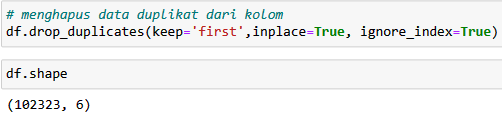 # menghapus data duplikat dari kolom
df.drop_duplicates(keep='first',inplace=True, ignore_index=True)
df.shape
(102323, 6)